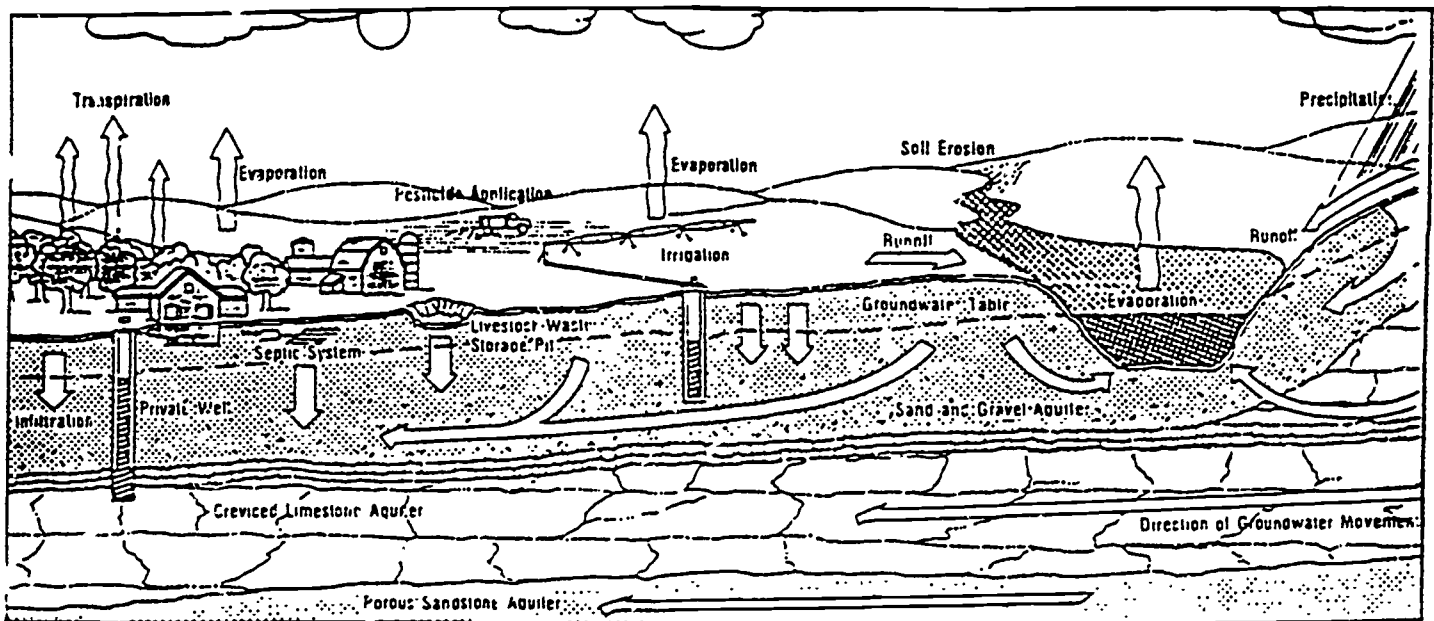 Transpiration
Precipitation
Soil Erosion
Evaporation
Evaporation
Pesticide Application
Runoff
Irrigation
Runoff
Groundwater Table
Evaporation
Livestock Waste
Storage Pit
Septic System
Infiltration
Private Well
Sand and Gravel Aquifer
Creviced Limestone Aquifer
Direction of Groundwater Movement
Porous Sandstone Aquifer